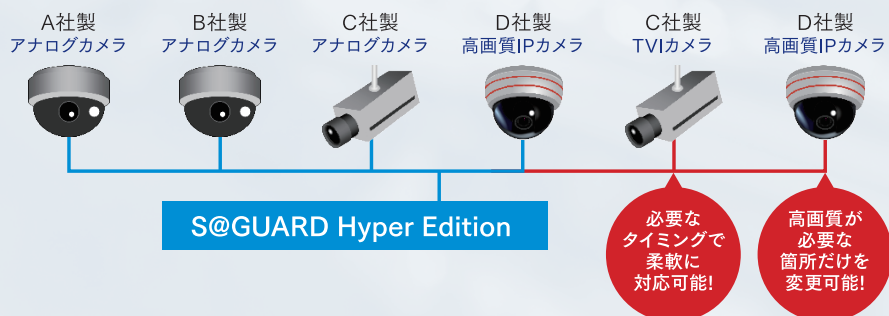 A社製
アナログカメラ
B社製
アナログカメラ
C社製
アナログカメラ
D社製
高画質IPカメラ
C社製
TVIカメラ
D社製
高画質IPカメラ
S@GUARD Hyper Edition
必要な
タイミングで
柔軟に
対応可能!
高画質が
必要な
箇所だけを
変更可能!